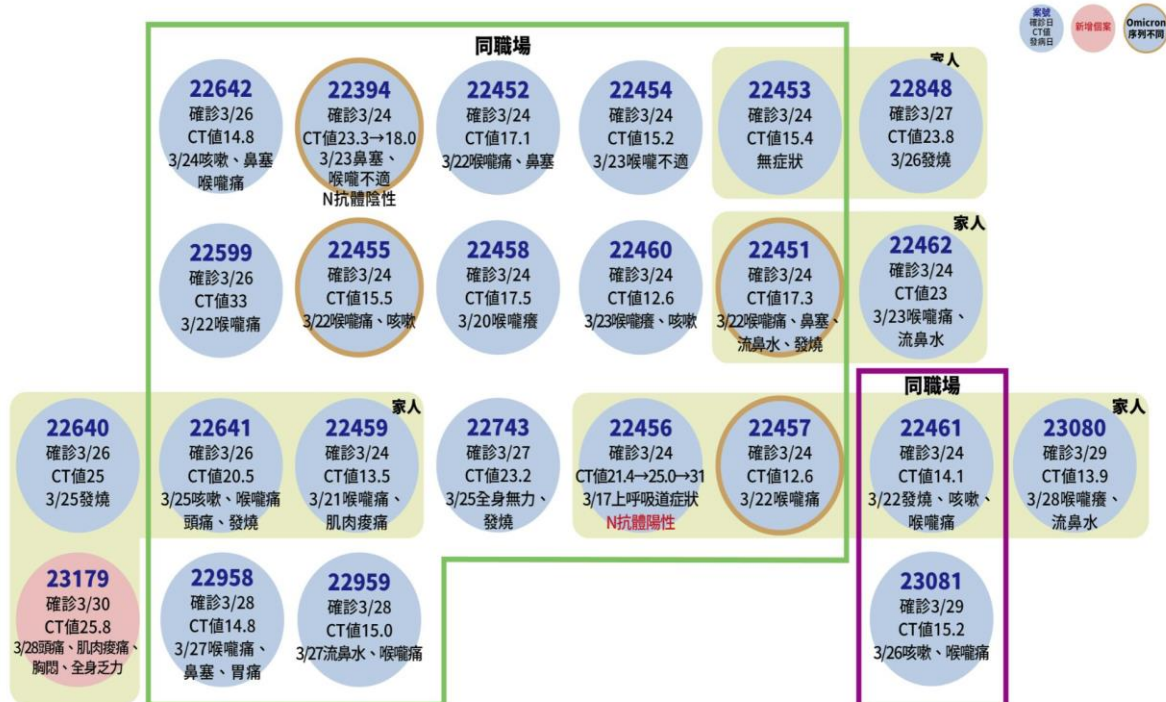 案號
確診日
CT值
發病日
新增個案
Omicron
序列不同
同職場
22642
確診3/26
CT值14.8
3/24咳嗽、鼻塞
喉嚨痛
22394
確診3/24
CT值23.3→18.0
3/23鼻塞、
喉嚨不適
N抗體陰性
22452
確診3/24
CT值17.1
3/22喉嚨痛、鼻塞
22454
確診3/24
CT值15.2
3/23喉嚨不適
22453
確診3/24
CT值15.4
無症狀
家人
22848
確診3/27
CT值23.8
3/26發燒
22599
確診3/26
CT值33
3/22喉嚨痛
22455
確診3/24
CT值15.5
3/22喉嚨痛、咳嗽
22458
確診3/24
CT值17.5
3/20喉嚨癢
22460
確診3/24
CT值12.6
3/23喉嚨癢、咳嗽
22451
確診3/24
CT值17.3
3/22喉嚨痛、鼻塞、
流鼻水、發燒
家人
22462
確診3/24
CT值23
3/23喉嚨痛、
流鼻水
22640
確診3/26
CT值25
3/25發燒
22641
確診3/26
CT值20.5
3/25咳嗽、喉嚨痛
頭痛、發燒
家人
22459
確診3/24
CT值13.5
3/21喉嚨痛、
肌肉痠痛
22743
確診3/27
CT值23.2
3/25全身無力、
發燒
22456
確診3/24
CT值21.4→25.0→31
3/17上呼吸道症狀
N抗體陽性
22457
確診3/24
CT值12.6
3/22喉嚨痛
同職場
22461
確診3/24
CT值14.1
3/22發燒、咳嗽、
喉嚨痛
家人
23080
確診3/29
CT值13.9
3/28喉嚨癢、
流鼻水
23179
確診3/30
CT值25.8
3/28頭痛、肌肉痠痛、
胸悶、全身乏力
22958
確診3/28
CT值14.8
3/27喉嚨痛、
鼻塞、胃痛
22959
確診3/28
CT值15.0
3/27流鼻水、喉嚨痛
23081
確診3/29
CT值15.2
3/26咳嗽、喉嚨痛